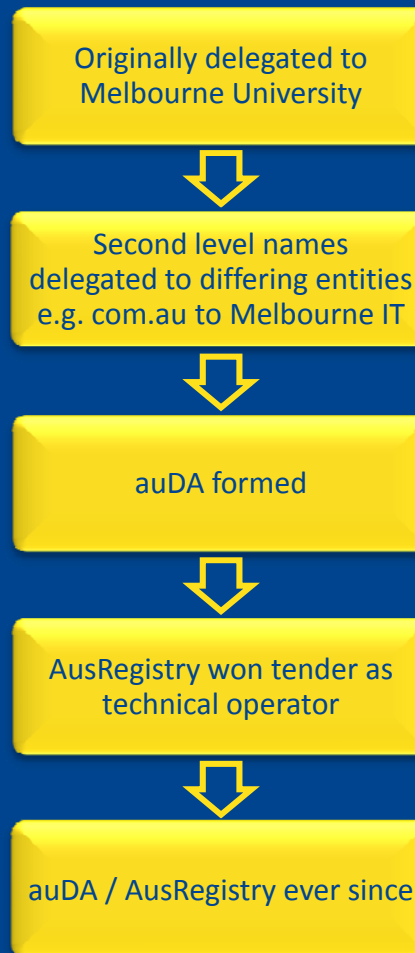 Originally delegated to
Melbourne University
Second level names
delegated to differing entities
e.g. com.au to Melbourne IT
auDA formed
AusRegistry won tender as
technical operator
auDA / AusRegistry ever since